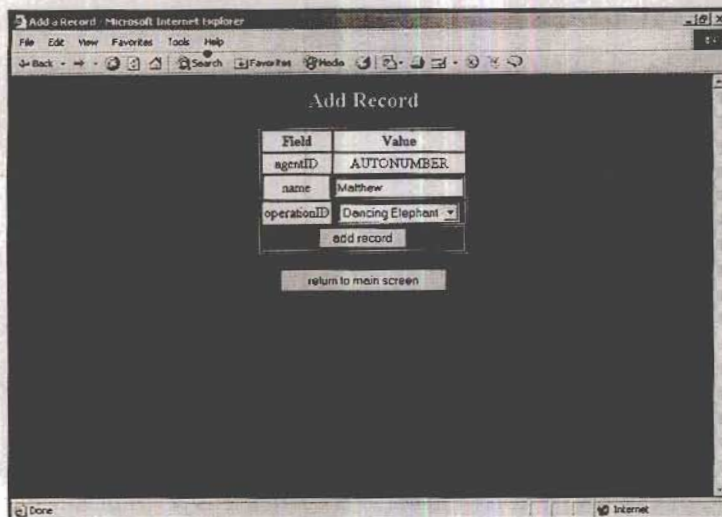 Add a Record - Microsoft Internet Explorer
File Edit View Favorites Tools Help
Back Search Favorites Media
Add Record
Field Value
agentID AUTONUMBER
name Matthew
operationID Dancing Elephant
add record
return to main screen
Done Internet